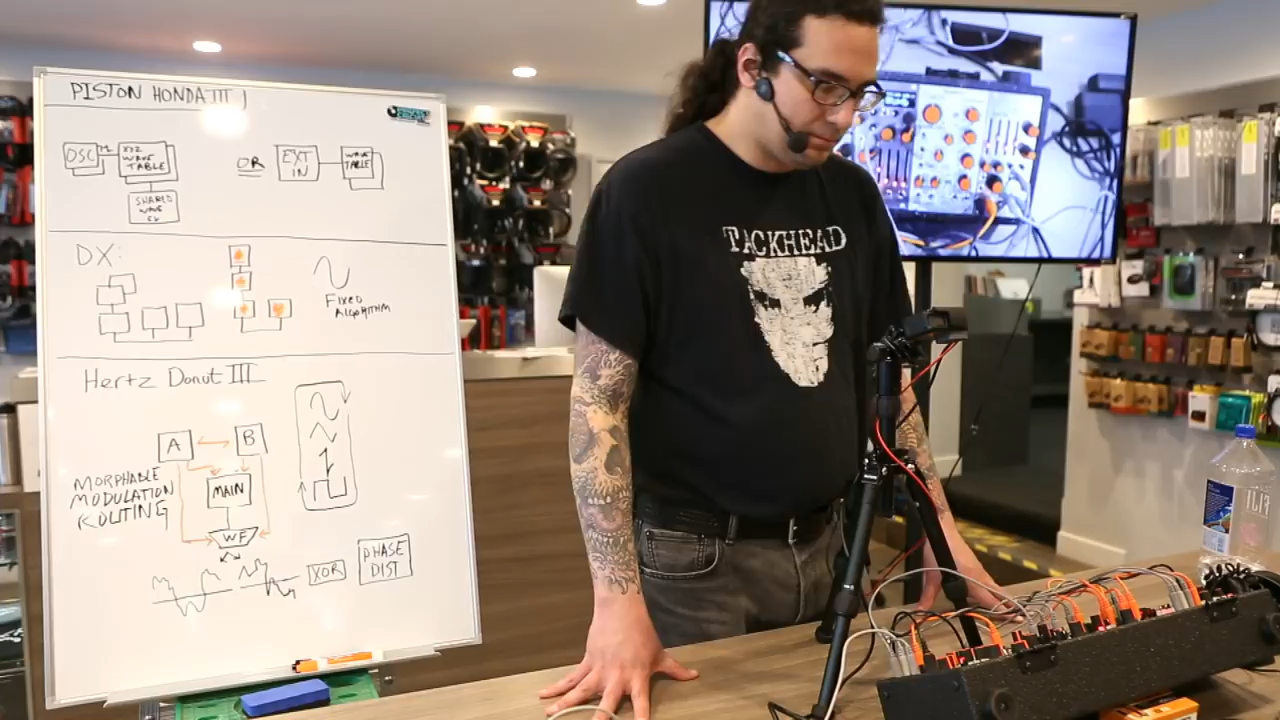 PISTON HONDA III
OSC
XYZ
WAVE
TABLE
SHARED
WAVE
OR
EXT
IN
WAVE
TABLE
DX:
FIXED
ALGORITHM
Hertz Donut III
A
B
MAIN
MORPHABLE
MODULATION
ROUTING
WF
XOR
PHASE
DIST
TACKHEAD
FIJI